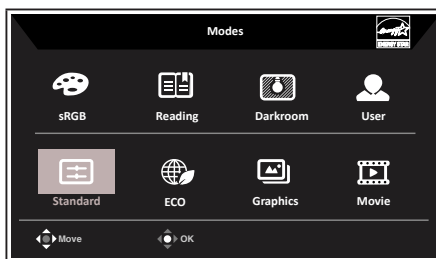 Modes
sRGB Reading Darkroom User
Standard ECO Graphics Movie
Move OK